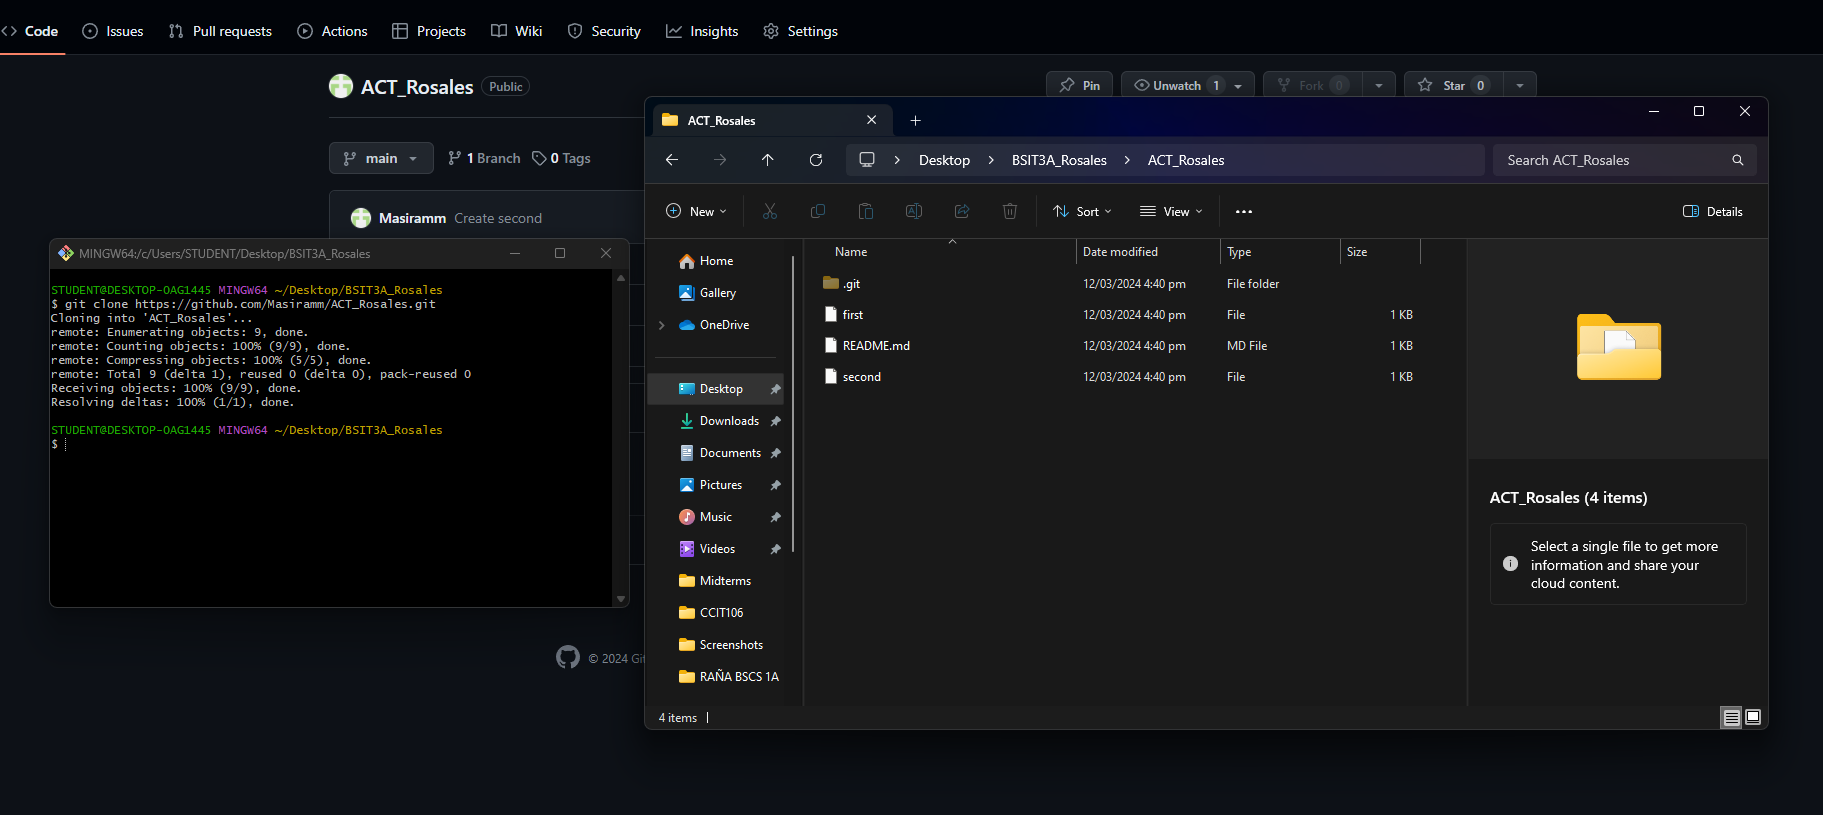 Code Issues Pull requests Actions Projects Wiki Security Insights Settings
ACT_Rosales Public
Pin Unwatch 1 Fork 0 Star 0
main 1 Branch 0 Tags
Masiramm Create second
MINGW64:/c/Users/STUDENT/Desktop/BSIT3A_Rosales
STUDENT@DESKTOP-OAG1445 MINGW64 ~/Desktop/BSIT3A_Rosales
$ git clone https://github.com/Masiramm/ACT_Rosales.git
Cloning into 'ACT_Rosales'...
remote: Enumerating objects: 9, done.
remote: Counting objects: 100% (9/9), done.
remote: Compressing objects: 100% (5/5), done.
remote: Total 9 (delta 1), reused 0 (delta 0), pack-reused 0
Receiving objects: 100% (9/9), done.
Resolving deltas: 100% (1/1), done.
STUDENT@DESKTOP-OAG1445 MINGW64 ~/Desktop/BSIT3A_Rosales
$
© 2024 Git
ACT_Rosales
Desktop > BSIT3A_Rosales > ACT_Rosales
Search ACT_Rosales
New Sort View ... Details
Home
Gallery
OneDrive
Desktop
Downloads
Documents
Pictures
Music
Videos
Midterms
CCIT106
Screenshots
RAÑA BSCS 1A
Name Date modified Type Size
.git 12/03/2024 4:40 pm File folder
first 12/03/2024 4:40 pm File 1 KB
README.md 12/03/2024 4:40 pm MD File 1 KB
second 12/03/2024 4:40 pm File 1 KB
ACT_Rosales (4 items)
Select a single file to get more
information and share your
cloud content.
4 items